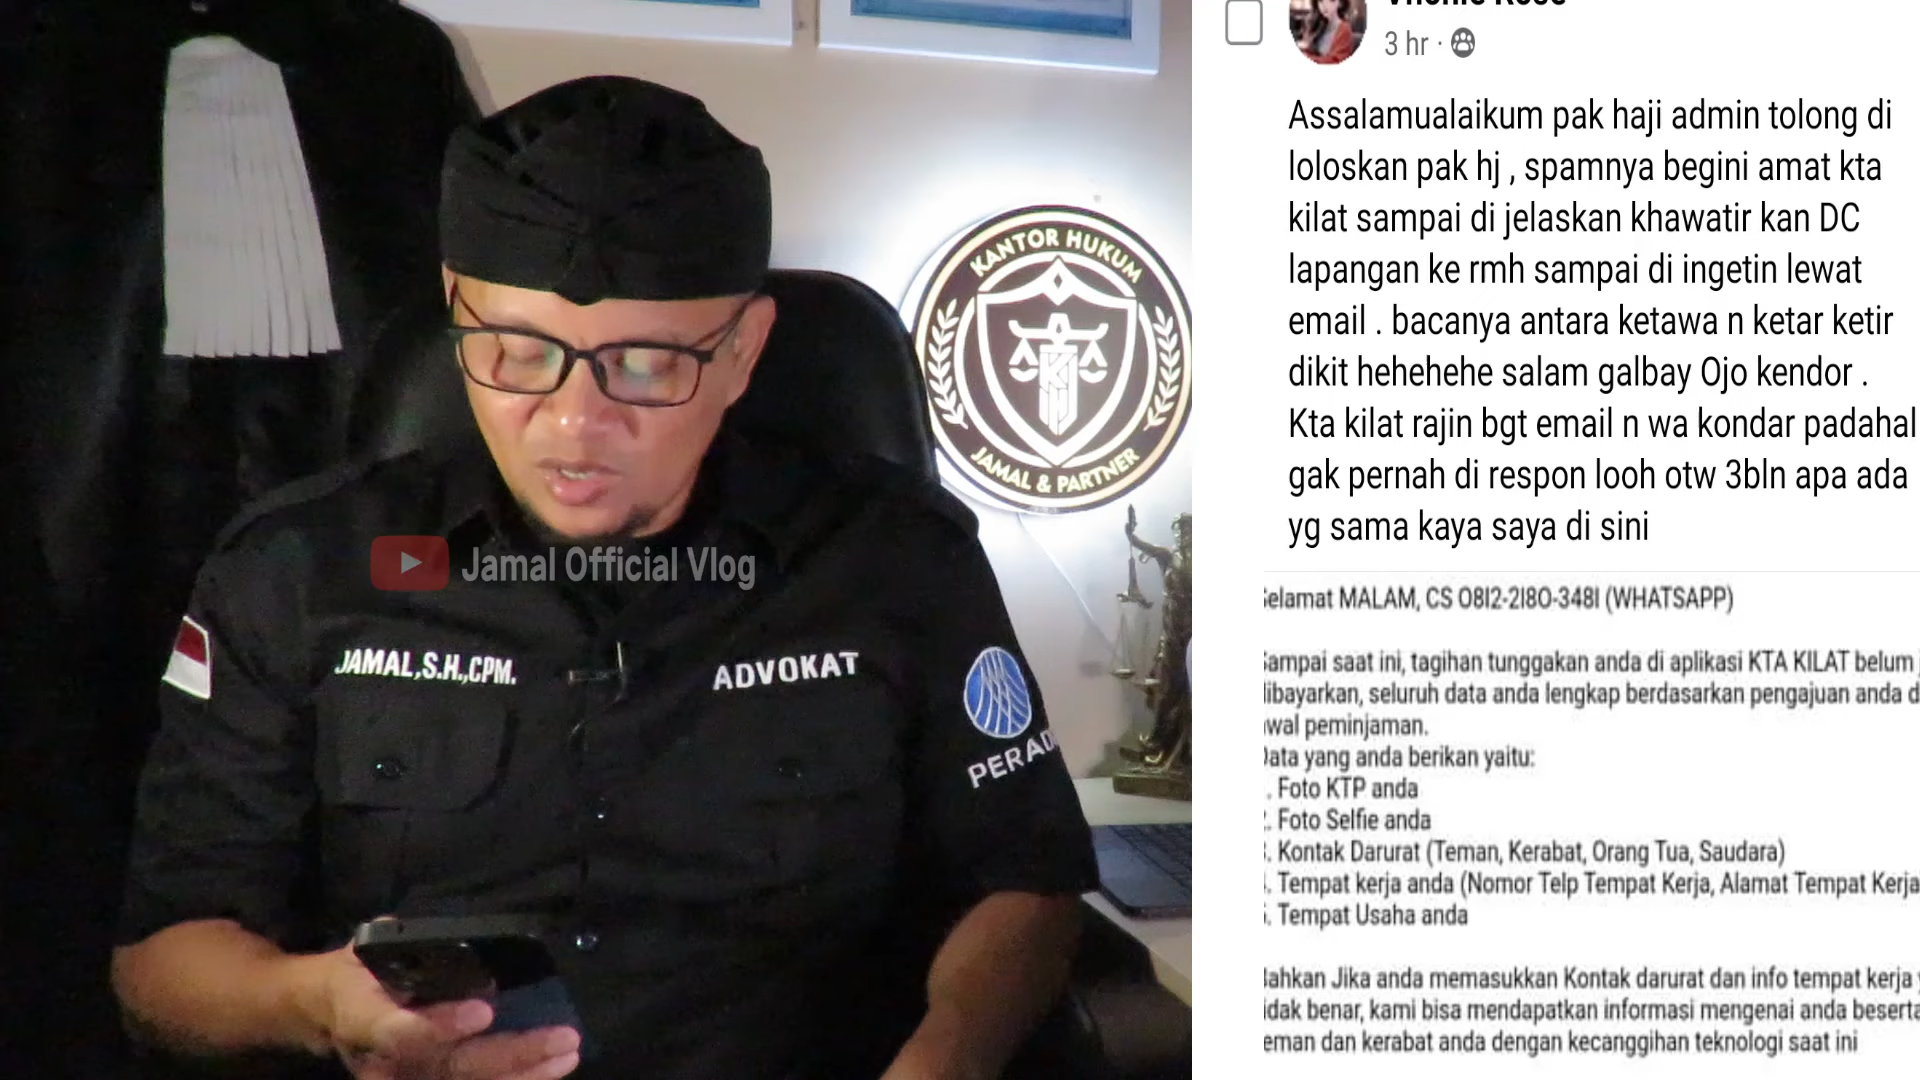 KANTOR HUKUM
KHJ
JAMAL & PARTNER
Jamal Official Vlog
JAMAL,S.H.,CPM.
ADVOKAT
3 hr ·
Assalamualaikum pak haji admin tolong di
loloskan pak hj , spamnya begini amat kta
kilat sampai di jelaskan khawatir kan DC
lapangan ke rmh sampai di ingetin lewat
email . bacanya antara ketawa n ketar ketir
dikit hehehehe salam galbay Ojo kendor .
Kta kilat rajin bgt email n wa kondar padahal
gak pernah di respon looh otw 3bln apa ada
yg sama kaya saya di sini
elamat MALAM, CS 0812-2180-3481 (WHATSAPP)
ampai saat ini, tagihan tunggakan anda di aplikasi KTA KILAT belum
ibayarkan, seluruh data anda lengkap berdasarkan pengajuan anda d
wal peminjaman.
ata yang anda berikan yaitu:
. Foto KTP anda
. Foto Selfie anda
. Kontak Darurat (Teman, Kerabat, Orang Tua, Saudara)
. Tempat kerja anda (Nomor Telp Tempat Kerja, Alamat Tempat Kerja
. Tempat Usaha anda
ahkan Jika anda memasukkan Kontak darurat dan info tempat kerja
idak benar, kami bisa mendapatkan informasi mengenai anda beserta
eman dan kerabat anda dengan kecanggihan teknologi saat ini